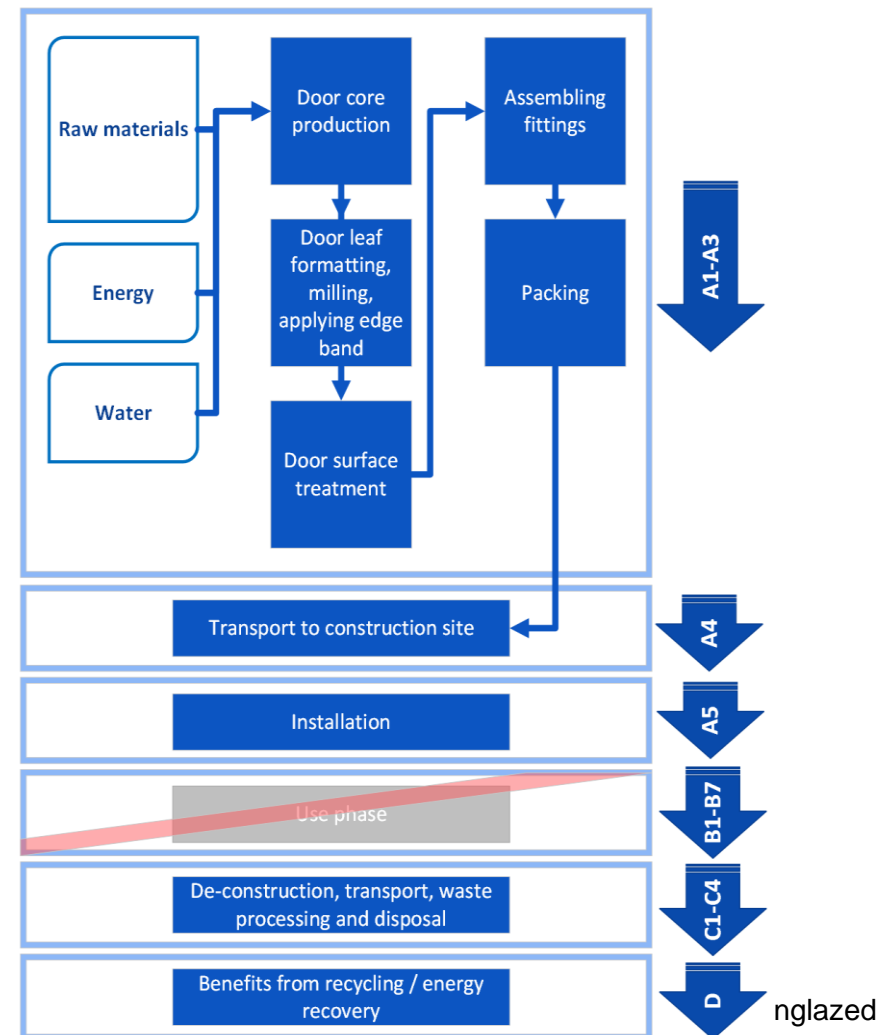 Raw materials
Energy
Water
Door core
production
Door leaf
formatting,
milling,
applying edge
band
Door surface
treatment
Assembling
fittings
Packing
A1-A3
Transport to construction site
A4
Installation
A5
Use phase
B1-B7
De-construction, transport, waste
processing and disposal
C1-C4
Benefits from recycling / energy
recovery
D
nglazed